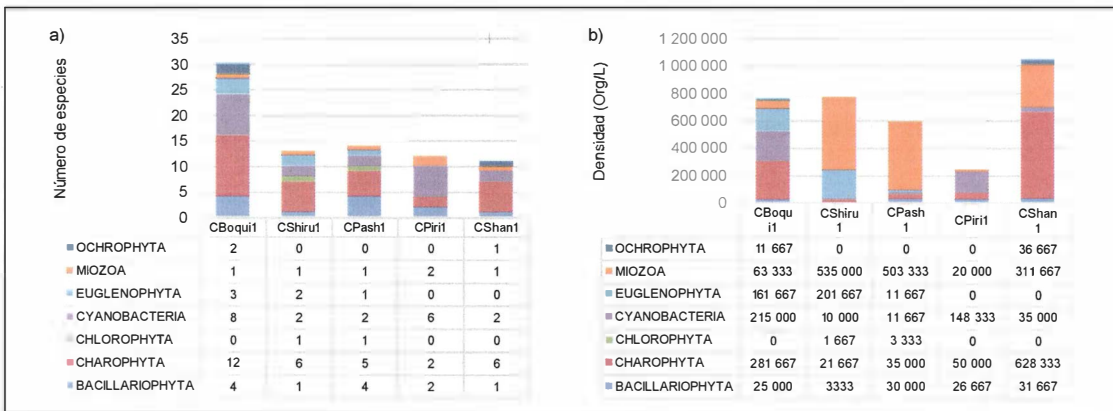 a)
Número de especies
35
30
25
20
15
10
5
0
CBoqui1 CShiru1 CPash1 CPiri1 CShan1
OCHROPHYTA 2 0 0 0 1
MIOZOA 1 1 1 2 1
EUGLENOPHYTA 3 2 1 0 0
CYANOBACTERIA 8 2 2 6 2
CHLOROPHYTA 0 1 1 0 0
CHAROPHYTA 12 6 5 2 6
BACILLARIOPHYTA 4 1 4 2 1
b)
Densidad (Org/L)
1 200 000
1 000 000
800 000
600 000
400 000
200 000
0
CBoqu CShiru CPash CPiri1 CShan
i1 1 1 1
OCHROPHYTA 11 667 0 0 0 36 667
MIOZOA 63 333 535 000 503 333 20 000 311 667
EUGLENOPHYTA 161 667 201 667 11 667 0 0
CYANOBACTERIA 215 000 10 000 11 667 148 333 35 000
CHLOROPHYTA 0 1 667 3 333 0 0
CHAROPHYTA 281 667 21 667 35 000 50 000 628 333
BACILLARIOPHYTA 25 000 3333 30 000 26 667 31 667